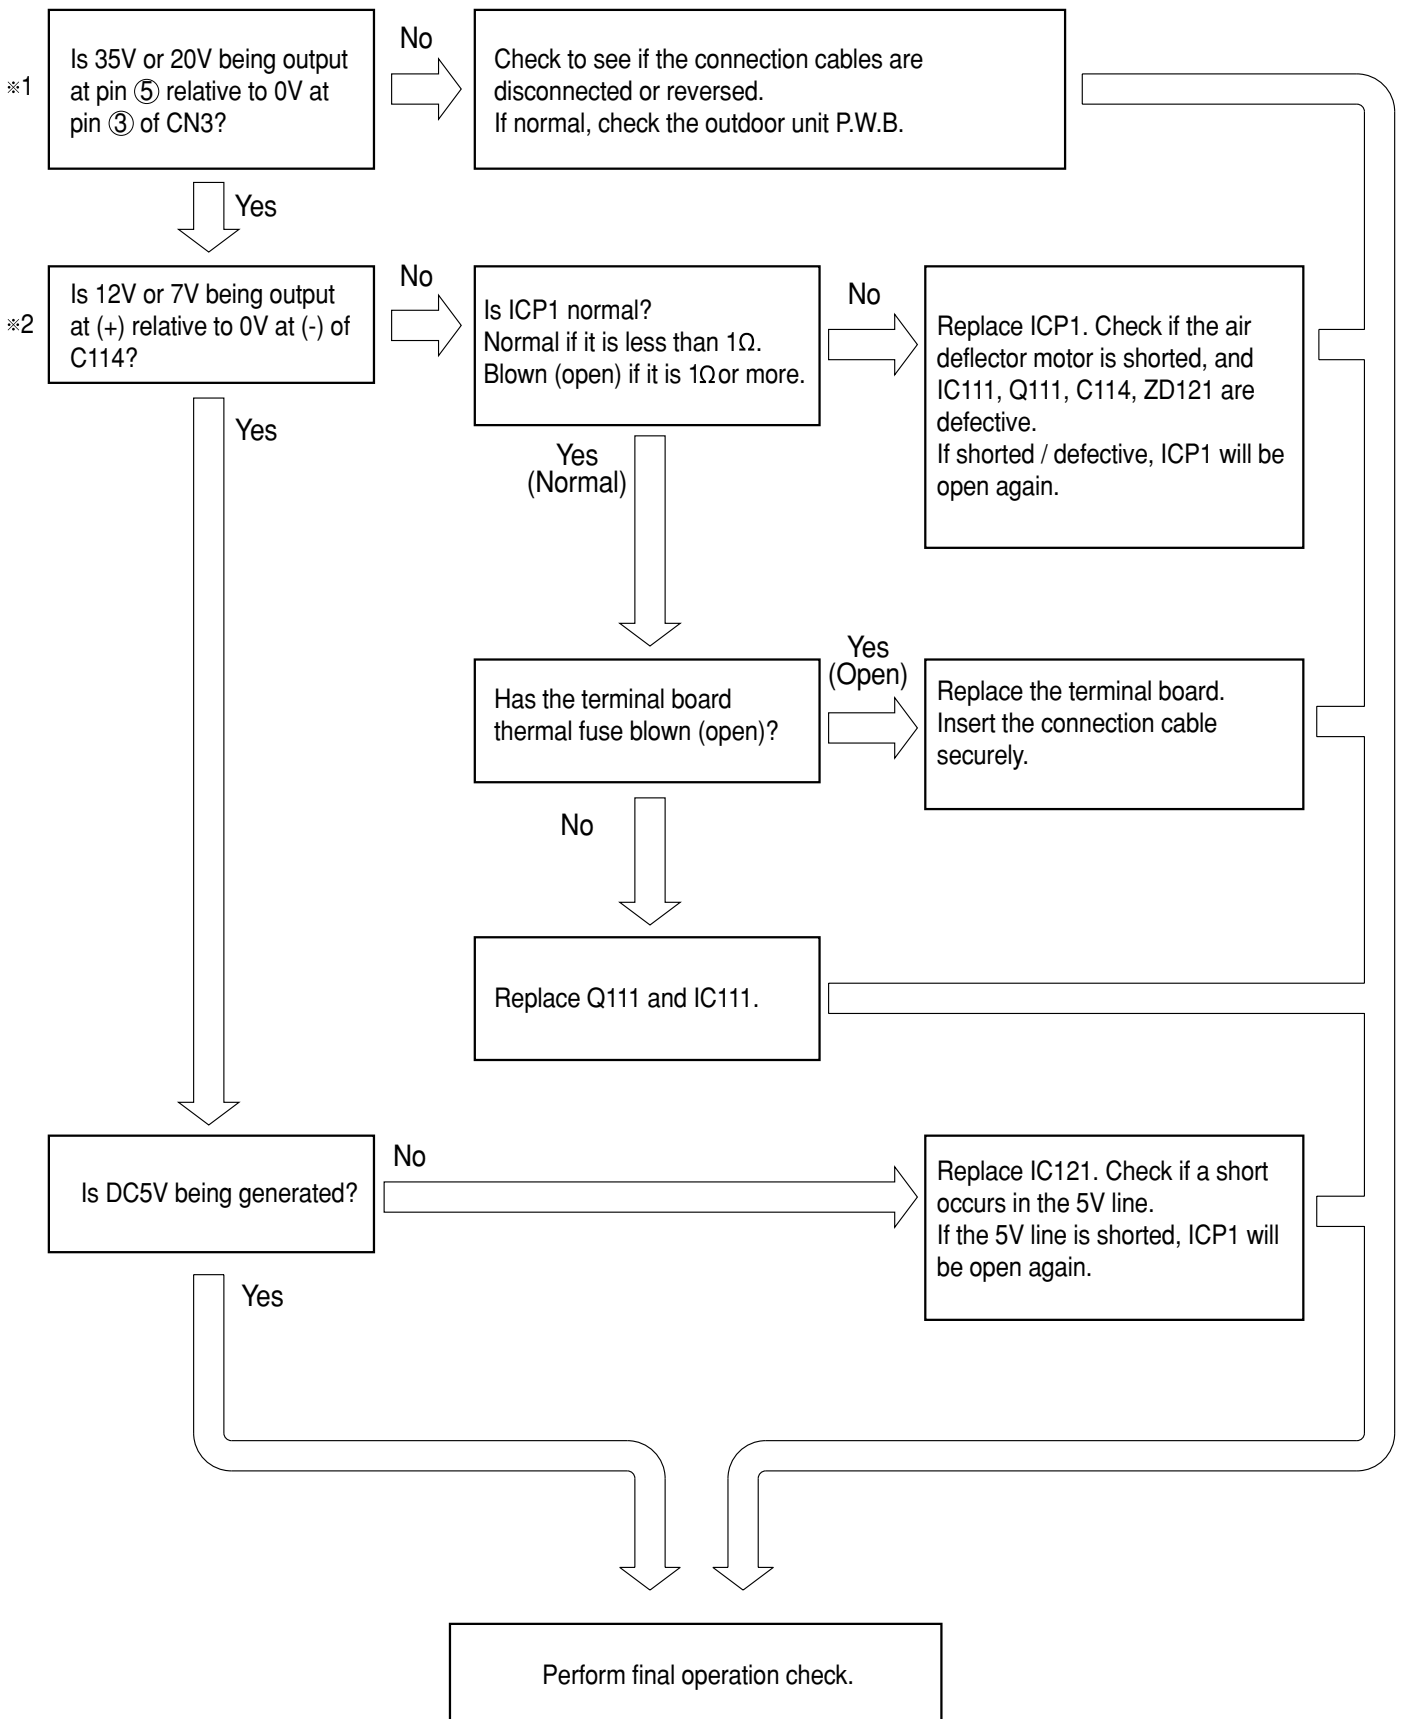 ※1
Is 35V or 20V being output
at pin ⑤ relative to 0V at
pin ③ of CN3?
No
Check to see if the connection cables are
disconnected or reversed.
If normal, check the outdoor unit P.W.B.
Yes
※2
Is 12V or 7V being output
at (+) relative to 0V at (-) of
C114?
No
Is ICP1 normal?
Normal if it is less than 1Ω.
Blown (open) if it is 1Ω or more.
No
Replace ICP1. Check if the air
deflector motor is shorted, and
IC111, Q111, C114, ZD121 are
defective.
If shorted / defective, ICP1 will be
open again.
Yes
Yes
(Normal)
Has the terminal board
thermal fuse blown (open)?
Yes
(Open)
Replace the terminal board.
Insert the connection cable
securely.
No
Replace Q111 and IC111.
Is DC5V being generated?
No
Replace IC121. Check if a short
occurs in the 5V line.
If the 5V line is shorted, ICP1 will
be open again.
Yes
Perform final operation check.